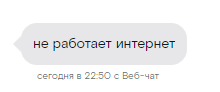 не работает интернет
сегодня в 22:50 с Веб-чат